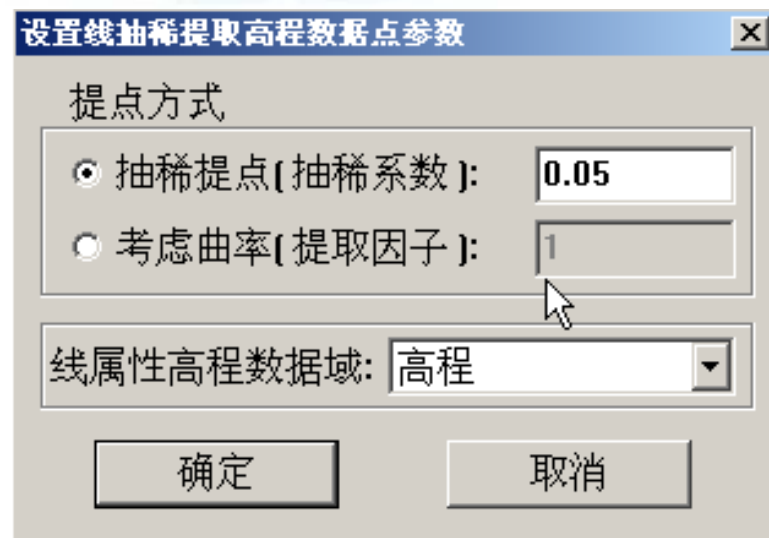 设置线抽稀提取高程数据点参数
提点方式
抽稀提点( 抽稀系数 ): 0.05
考虑曲率( 提取因子 ): 1
线属性高程数据域: 高程
确定 取消